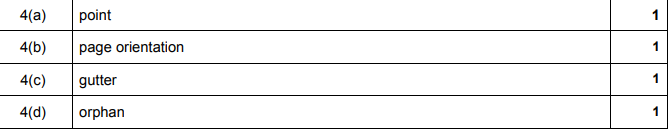 4(a) point 1
4(b) page orientation 1
4(c) gutter 1
4(d) orphan 1